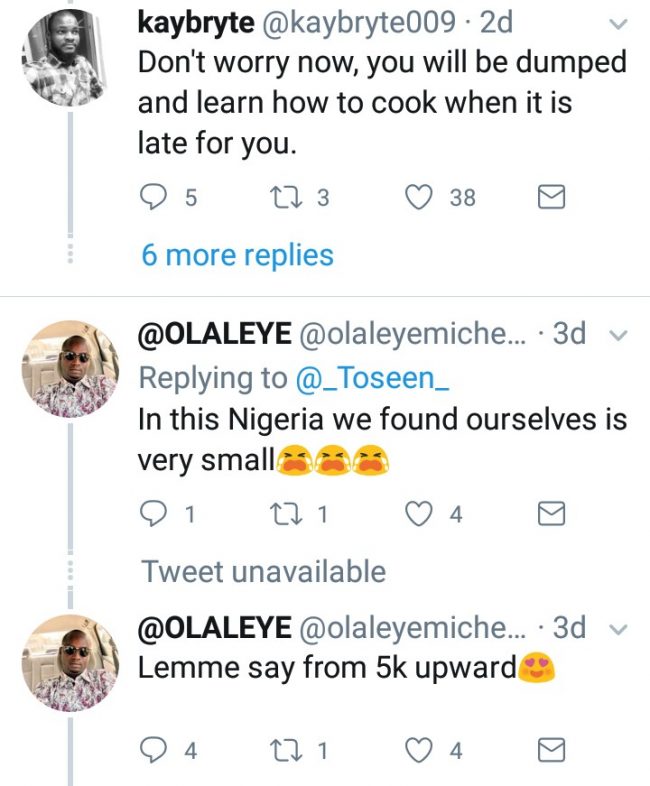 kaybryte @kaybryte009 · 2d
Don't worry now, you will be dumped
and learn how to cook when it is
late for you.
5 3 38
6 more replies
@OLALEYE @olaleyemiche... · 3d
Replying to @_Toseen_
In this Nigeria we found ourselves is
very small😭😭😭
1 1 4
Tweet unavailable
@OLALEYE @olaleyemiche... · 3d
Lemme say from 5k upward😍
4 1 4